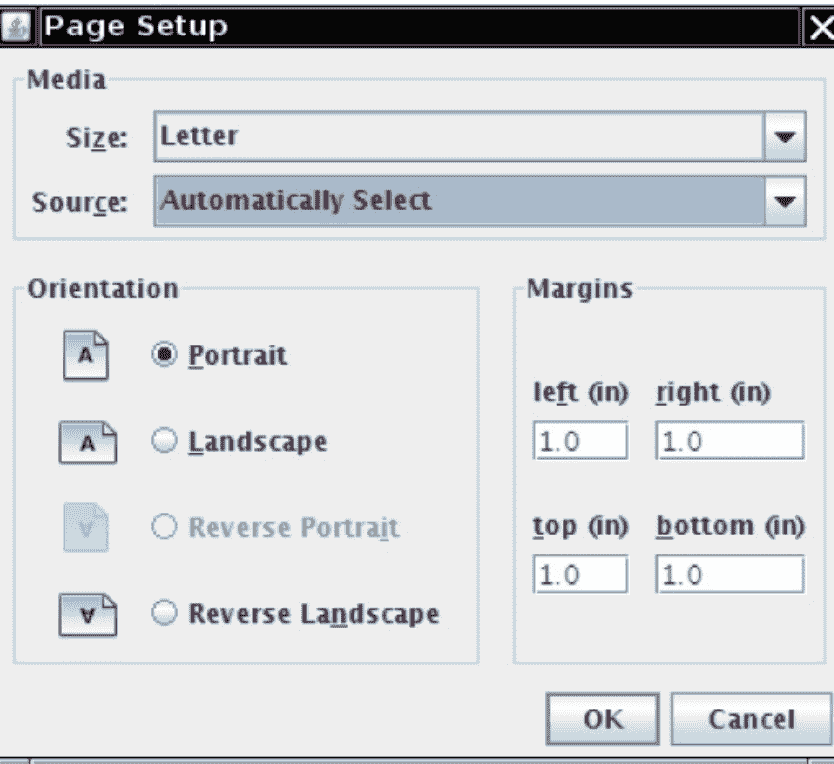 Page Setup
Media
Size: Letter
Source: Automatically Select
Orientation
A Portrait
A Landscape
A Reverse Portrait
A Reverse Landscape
Margins
left (in) right (in)
1.0 1.0
top (in) bottom (in)
1.0 1.0
OK Cancel